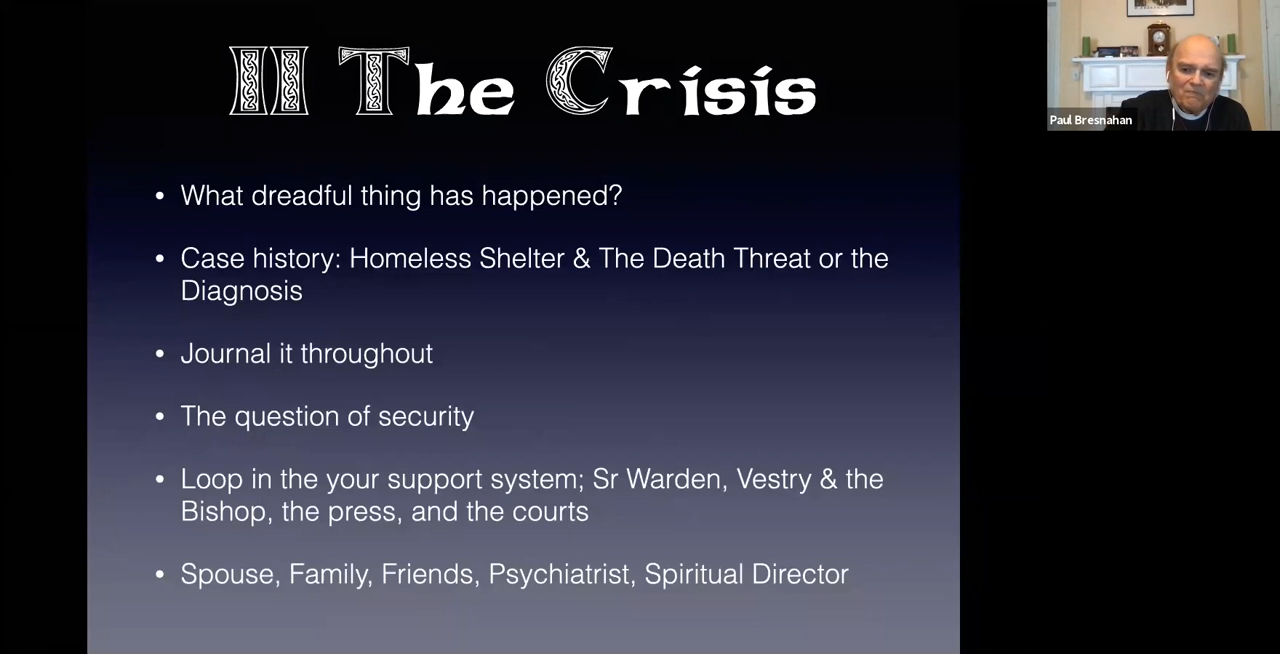 II The Crisis
• What dreadful thing has happened?
• Case history: Homeless Shelter & The Death Threat or the
Diagnosis
• Journal it throughout
• The question of security
• Loop in the your support system; Sr Warden, Vestry & the
Bishop, the press, and the courts
• Spouse, Family, Friends, Psychiatrist, Spiritual Director
Paul Bresnahan